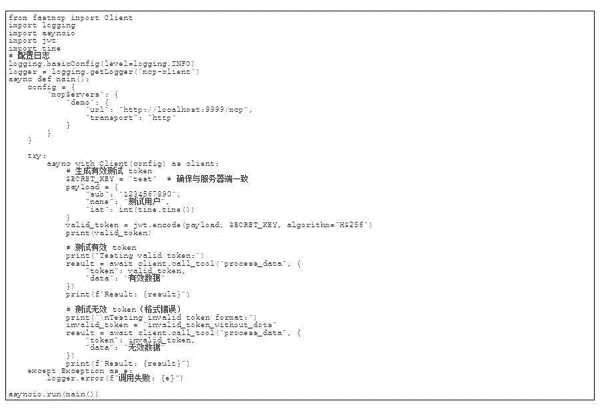 from fastmcp import Client
import logging
import asyncio
import jwt
import time
# 配置日志
logging.basicConfig(level=logging.INFO)
logger = logging.getLogger("mcp-client")
async def main():
    config = {
        "mcpServers": {
            "demo": {
                "url": "http://localhost:9999/mcp",
                "transport": "http"
            }
        }
    }
    try:
        async with Client(config) as client:
            # 生成有效测试 token
            SECRET_KEY = "test"  # 确保与服务器端一致
            payload = {
                "sub": "1234567890",
                "name": "测试用户",
                "iat": int(time.time())
            }
            valid_token = jwt.encode(payload, SECRET_KEY, algorithm="HS256")
            print(valid_token)
            # 测试有效 token
            print("Testing valid token:")
            result = await client.call_tool("process_data", {
                "token": valid_token,
                "data": "有效数据"
            })
            print(f"Result: {result}")
            # 测试无效 token（格式错误）
            print("\nTesting invalid token format:")
            invalid_token = "invalid_token_without_dots"
            result = await client.call_tool("process_data", {
                "token": invalid_token,
                "data": "无效数据"
            })
            print(f"Result: {result}")
    except Exception as e:
        logger.error(f"调用失败: {e}")
asyncio.run(main())